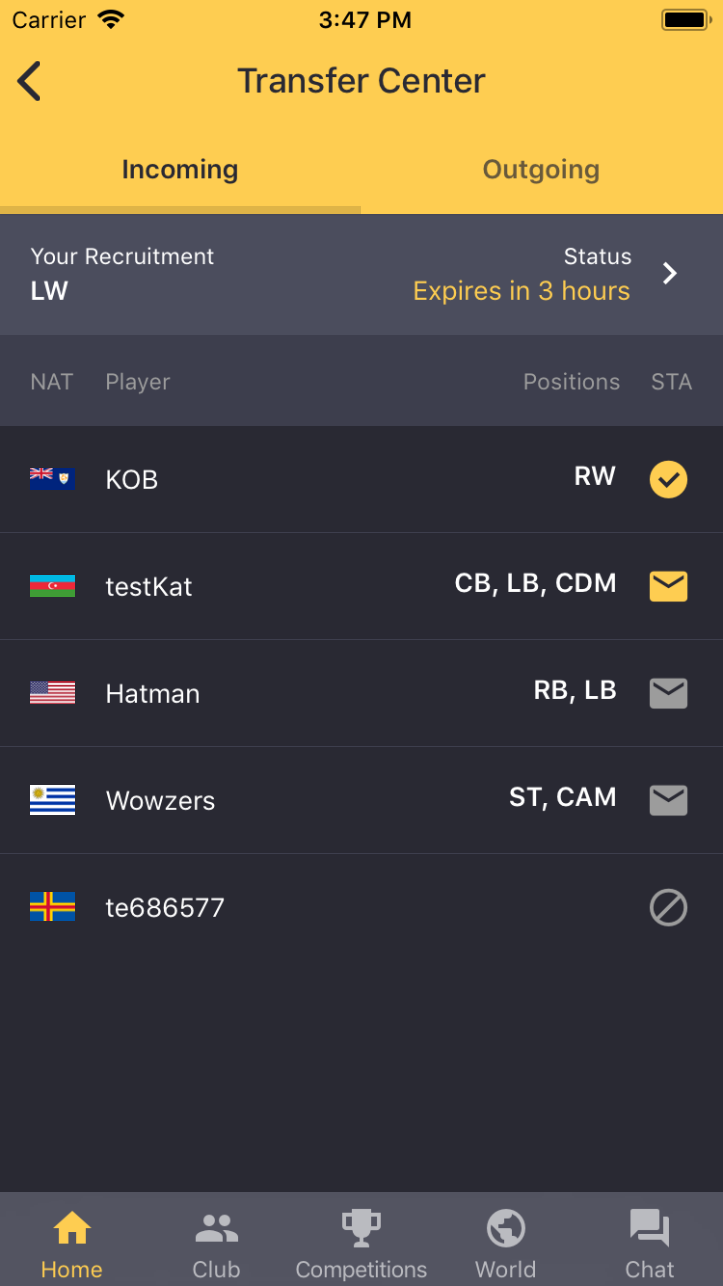 Carrier 3:47 PM
Transfer Center
Incoming Outgoing
Your Recruitment Status
LW Expires in 3 hours
NAT Player Positions STA
KOB RW
testKat CB, LB, CDM
Hatman RB, LB
Wowzers ST, CAM
te686577
Home Club Competitions World Chat